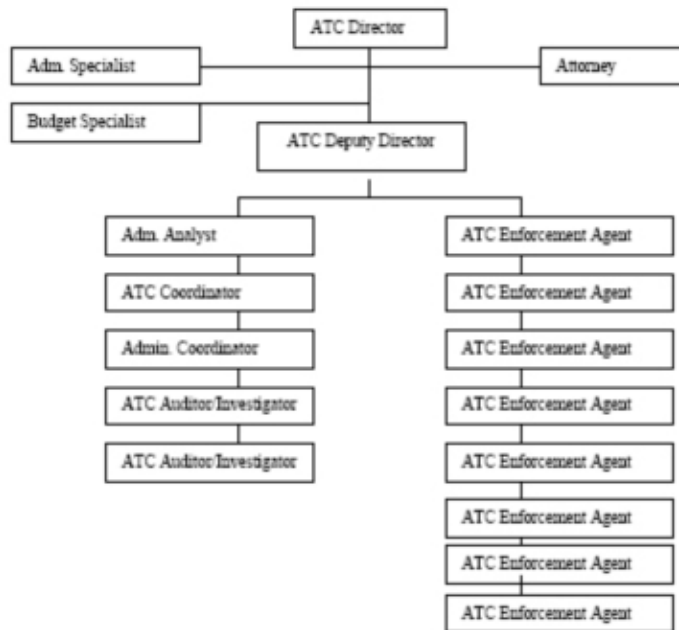 ATC Director
Adm. Specialist
Attorney
Budget Specialist
ATC Deputy Director
Adm. Analyst
ATC Enforcement Agent
ATC Coordinator
ATC Enforcement Agent
Admin. Coordinator
ATC Enforcement Agent
ATC Auditor/Investigator
ATC Enforcement Agent
ATC Auditor/Investigator
ATC Enforcement Agent
ATC Enforcement Agent
ATC Enforcement Agent
ATC Enforcement Agent